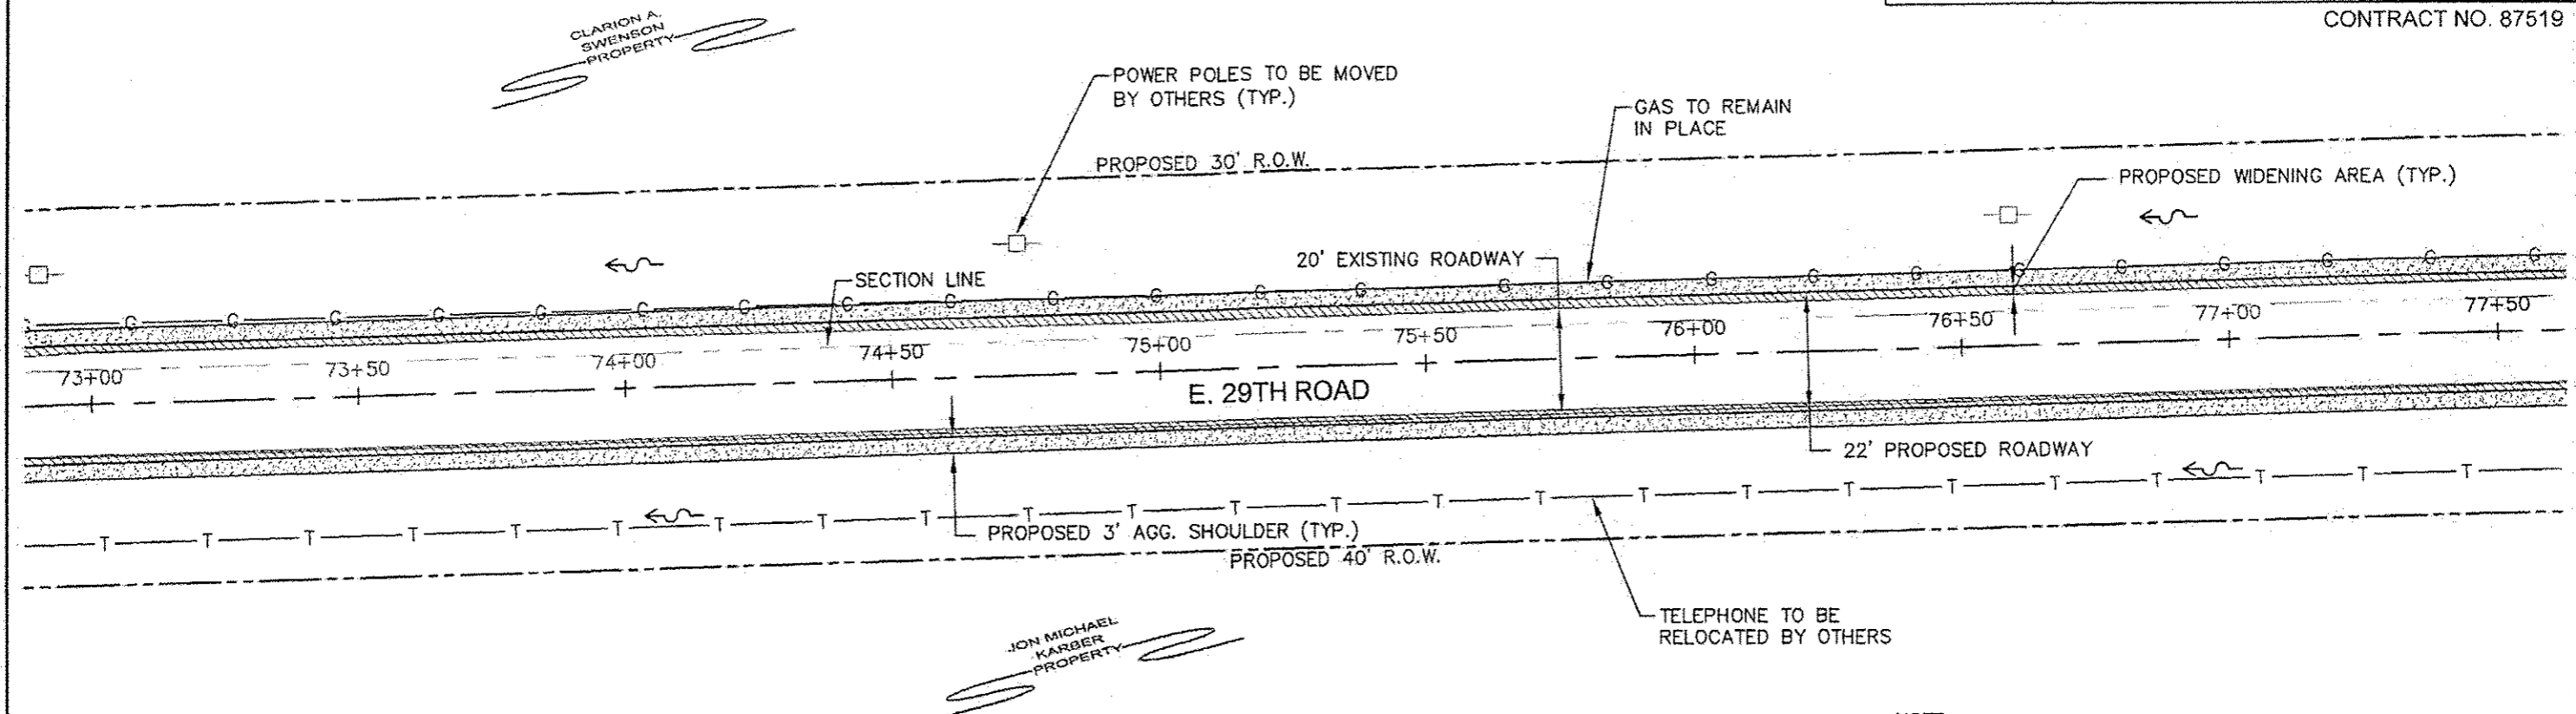 CONTRACT NO. 87519
CLARION A.
SWENSON
PROPERTY
POWER POLES TO BE MOVED
BY OTHERS (TYP.)
GAS TO REMAIN
IN PLACE
PROPOSED 30' R.O.W.
PROPOSED WIDENING AREA (TYP.)
SECTION LINE
20' EXISTING ROADWAY
G G G G G G G G G G G G G G G G G G G G G G G
73+00 73+50 74+00 74+50 75+00 75+50 76+00 76+50 77+00 77+50
E. 29TH ROAD
22' PROPOSED ROADWAY
T T T T T T T T T T T T T T T T T T T T T T T T
PROPOSED 3' AGG. SHOULDER (TYP.)
PROPOSED 40' R.O.W.
TELEPHONE TO BE
RELOCATED BY OTHERS
JON MICHAEL
KARBER
PROPERTY